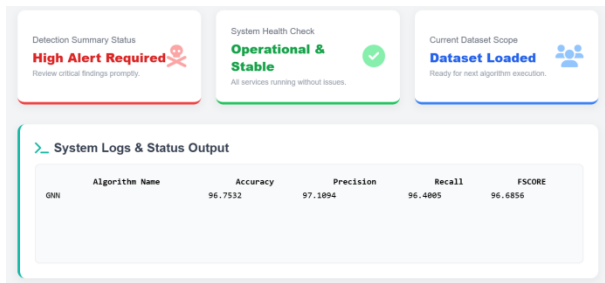 Detection Summary Status
High Alert Required
Review critical findings promptly.
System Health Check
Operational &
Stable
All services running without issues.
Current Dataset Scope
Dataset Loaded
Ready for next algorithm execution.
System Logs & Status Output
Algorithm Name Accuracy Precision Recall FSCORE
GNN 96.7532 97.1094 96.4005 96.6856